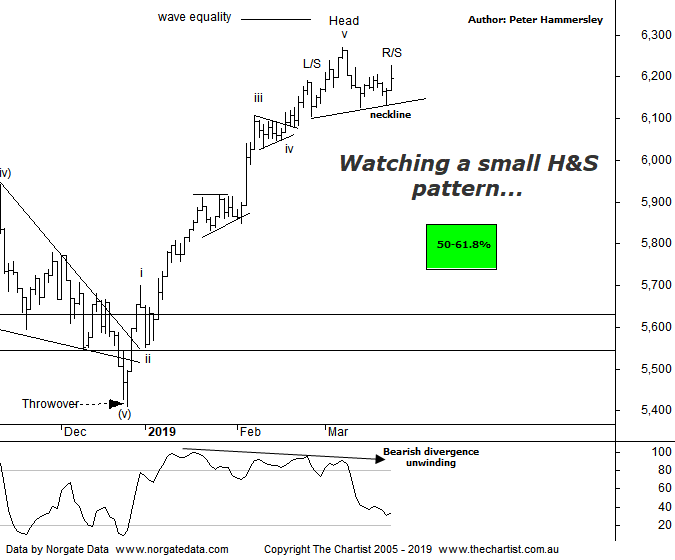 wave equality
Head
Author: Peter Hammersley
6,300
v
R/S
L/S
6,200
iii
6,100
neckline
iv
Watching a small H&S
pattern...
6,000
iv)
5,900
50-61.8%
5,800
i
5,700
5,600
ii
5,500
Throwover
(v)
5,400
Dec
2019
Feb
Mar
Bearish divergence
unwinding
100
80
60
40
20
Data by Norgate Data www.norgatedata.com
Copyright The Chartist 2005 - 2019 www.thechartist.com.au